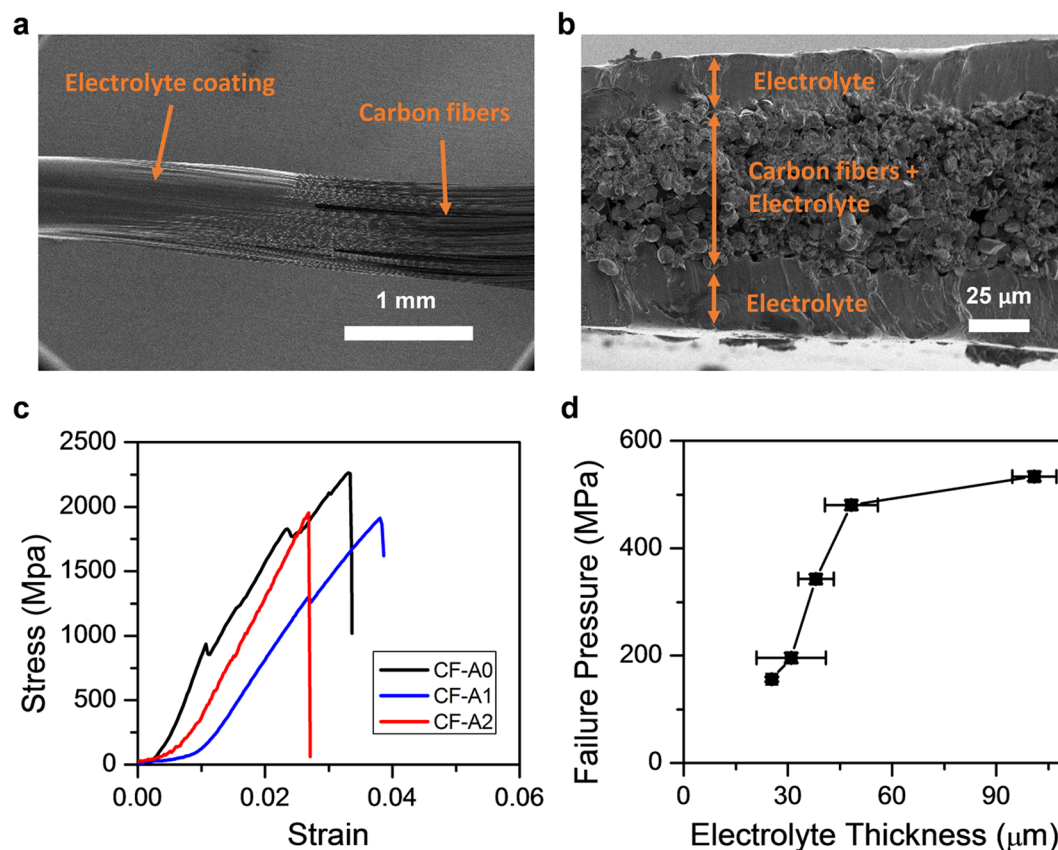 a
Electrolyte coating
Carbon fibers
1 mm
b
Electrolyte
Carbon fibers +
Electrolyte
Electrolyte
25 µm
c
Stress (Mpa)
2500
2000
1500
1000
500
0
0.00 0.02 0.04 0.06
Strain
CF-A0
CF-A1
CF-A2
d
Failure Pressure (MPa)
600
400
200
0
0 30 60 90
Electrolyte Thickness (µm)